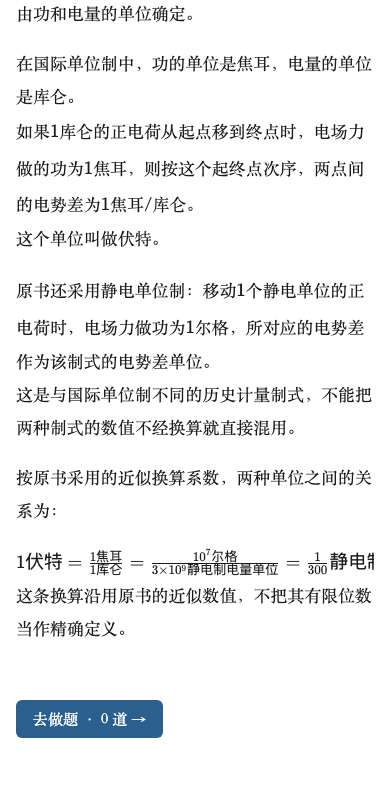 由功和电量的单位确定。
在国际单位制中，功的单位是焦耳，电量的单位
是库仑。
如果1库仑的正电荷从起点移到终点时，电场力
做的功为1焦耳，则按这个起终点次序，两点间
的电势差为1焦耳/库仑。
这个单位叫做伏特。
原书还采用静电单位制：移动1个静电单位的正
电荷时，电场力做功为1尔格，所对应的电势差
作为该制式的电势差单位。
这是与国际单位制不同的历史计量制式，不能把
两种制式的数值不经换算就直接混用。
按原书采用的近似换算系数，两种单位之间的关
系为：
1伏特 = 1焦耳/1库仑 = 10⁷尔格/3×10⁹静电制电量单位 = 1/300 静电
这条换算沿用原书的近似数值，不把其有限位数
当作精确定义。
去做题 · 0 道 →